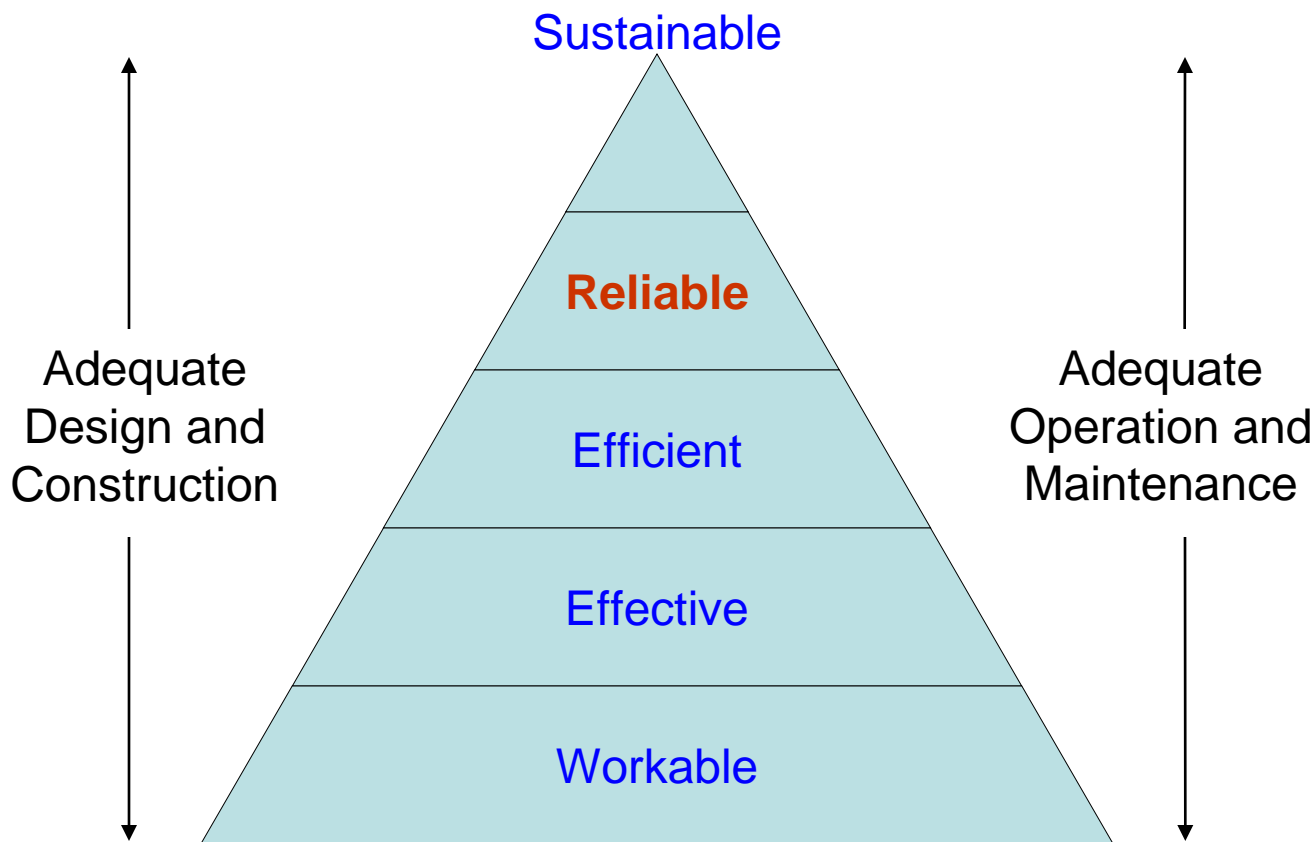 Sustainable
Reliable
Adequate
Design and
Construction
Efficient
Adequate
Operation and
Maintenance
Effective
Workable